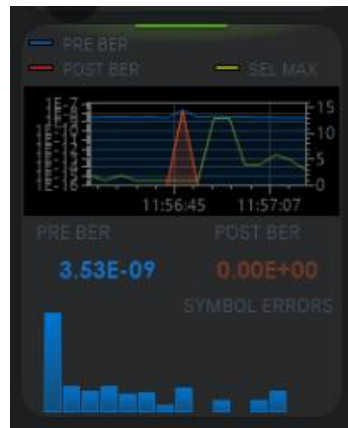 PRE BER
POST BER SEL MAX
15
10
5
0
11:56:45 11:57:07
PRE BER POST BER
3.53E-09 0.00E+00
SYMBOL ERRORS